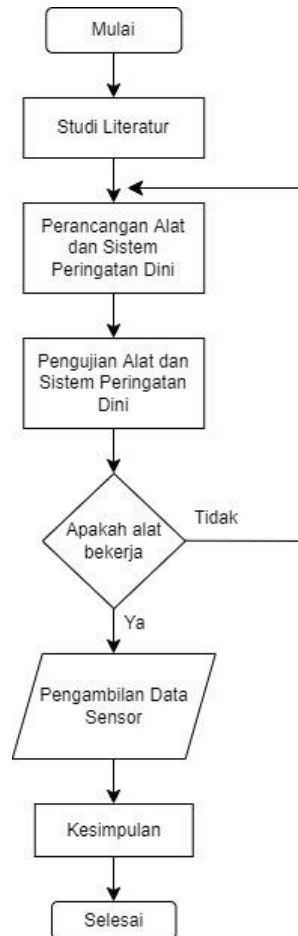 Mulai
Studi Literatur
Perancangan Alat
dan Sistem
Peringatan Dini
Pengujian Alat dan
Sistem Peringatan
Dini
Apakah alat
bekerja
Tidak
Ya
Pengambilan Data
Sensor
Kesimpulan
Selesai